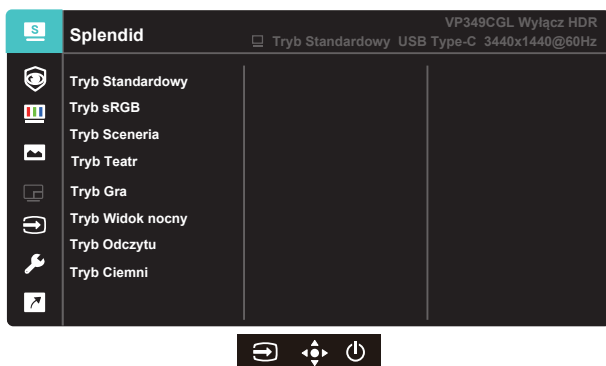 S
Splendid
VP349CGL Wyłącz HDR
Tryb Standardowy USB Type-C 3440x1440@60Hz
Tryb Standardowy
Tryb sRGB
Tryb Sceneria
Tryb Teatr
Tryb Gra
Tryb Widok nocny
Tryb Odczytu
Tryb Ciemni